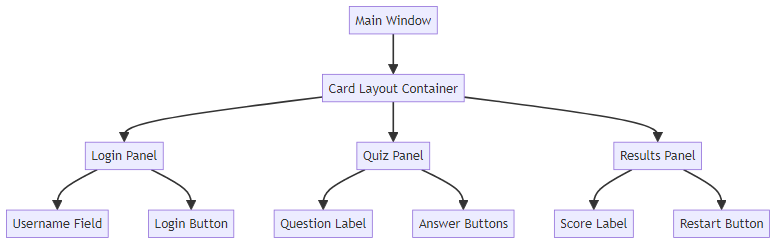 Main Window
Card Layout Container
Login Panel
Quiz Panel
Results Panel
Username Field
Login Button
Question Label
Answer Buttons
Score Label
Restart Button